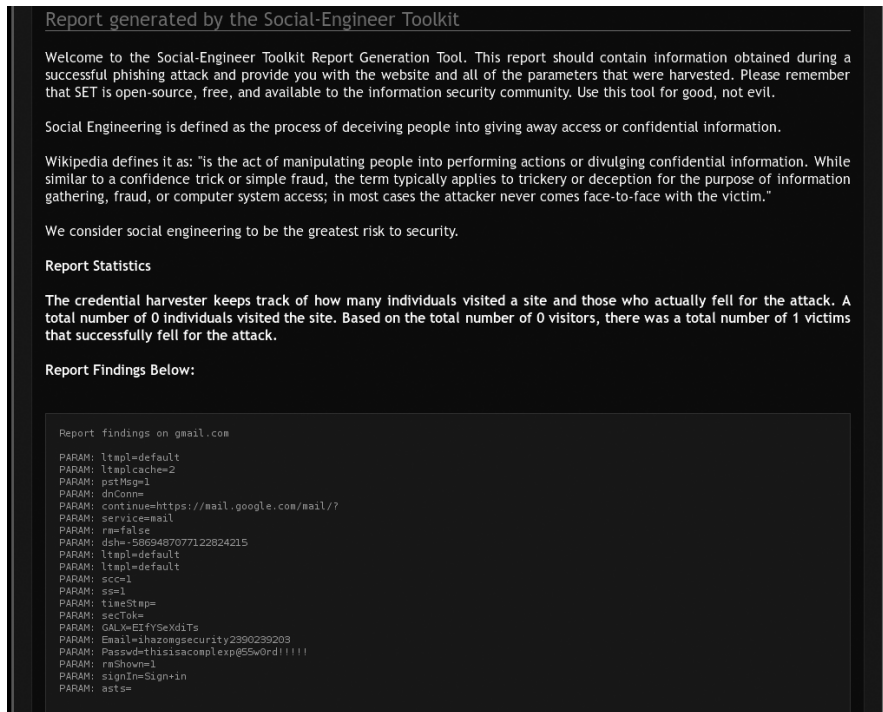 Report generated by the Social-Engineer Toolkit
Welcome to the Social-Engineer Toolkit Report Generation Tool. This report should contain information obtained during a
successful phishing attack and provide you with the website and all of the parameters that were harvested. Please remember
that SET is open-source, free, and available to the information security community. Use this tool for good, not evil.
Social Engineering is defined as the process of deceiving people into giving away access or confidential information.
Wikipedia defines it as: "is the act of manipulating people into performing actions or divulging confidential information. While
similar to a confidence trick or simple fraud, the term typically applies to trickery or deception for the purpose of information
gathering, fraud, or computer system access; in most cases the attacker never comes face-to-face with the victim."
We consider social engineering to be the greatest risk to security.
Report Statistics
The credential harvester keeps track of how many individuals visited a site and those who actually fell for the attack. A
total number of 0 individuals visited the site. Based on the total number of 0 visitors, there was a total number of 1 victims
that successfully fell for the attack.
Report Findings Below:
Report findings on gmail.com
PARAM: ltmpl=default
PARAM: ltmplcache=2
PARAM: pstMsg=1
PARAM: dnConn=
PARAM: continue=https://mail.google.com/mail/?
PARAM: service=mail
PARAM: rm=false
PARAM: dsh=-5869487077122824215
PARAM: ltmpl=default
PARAM: ltmpl=default
PARAM: scc=1
PARAM: ss=1
PARAM: timeStmp=
PARAM: secTok=
PARAM: GALX=EIfYSeXdiTs
PARAM: Email=ihazomgsecurity2390239203
PARAM: Passwd=thisisacomplexp@55w0rd!!!!!
PARAM: rmShown=1
PARAM: signIn=Sign+in
PARAM: asts=